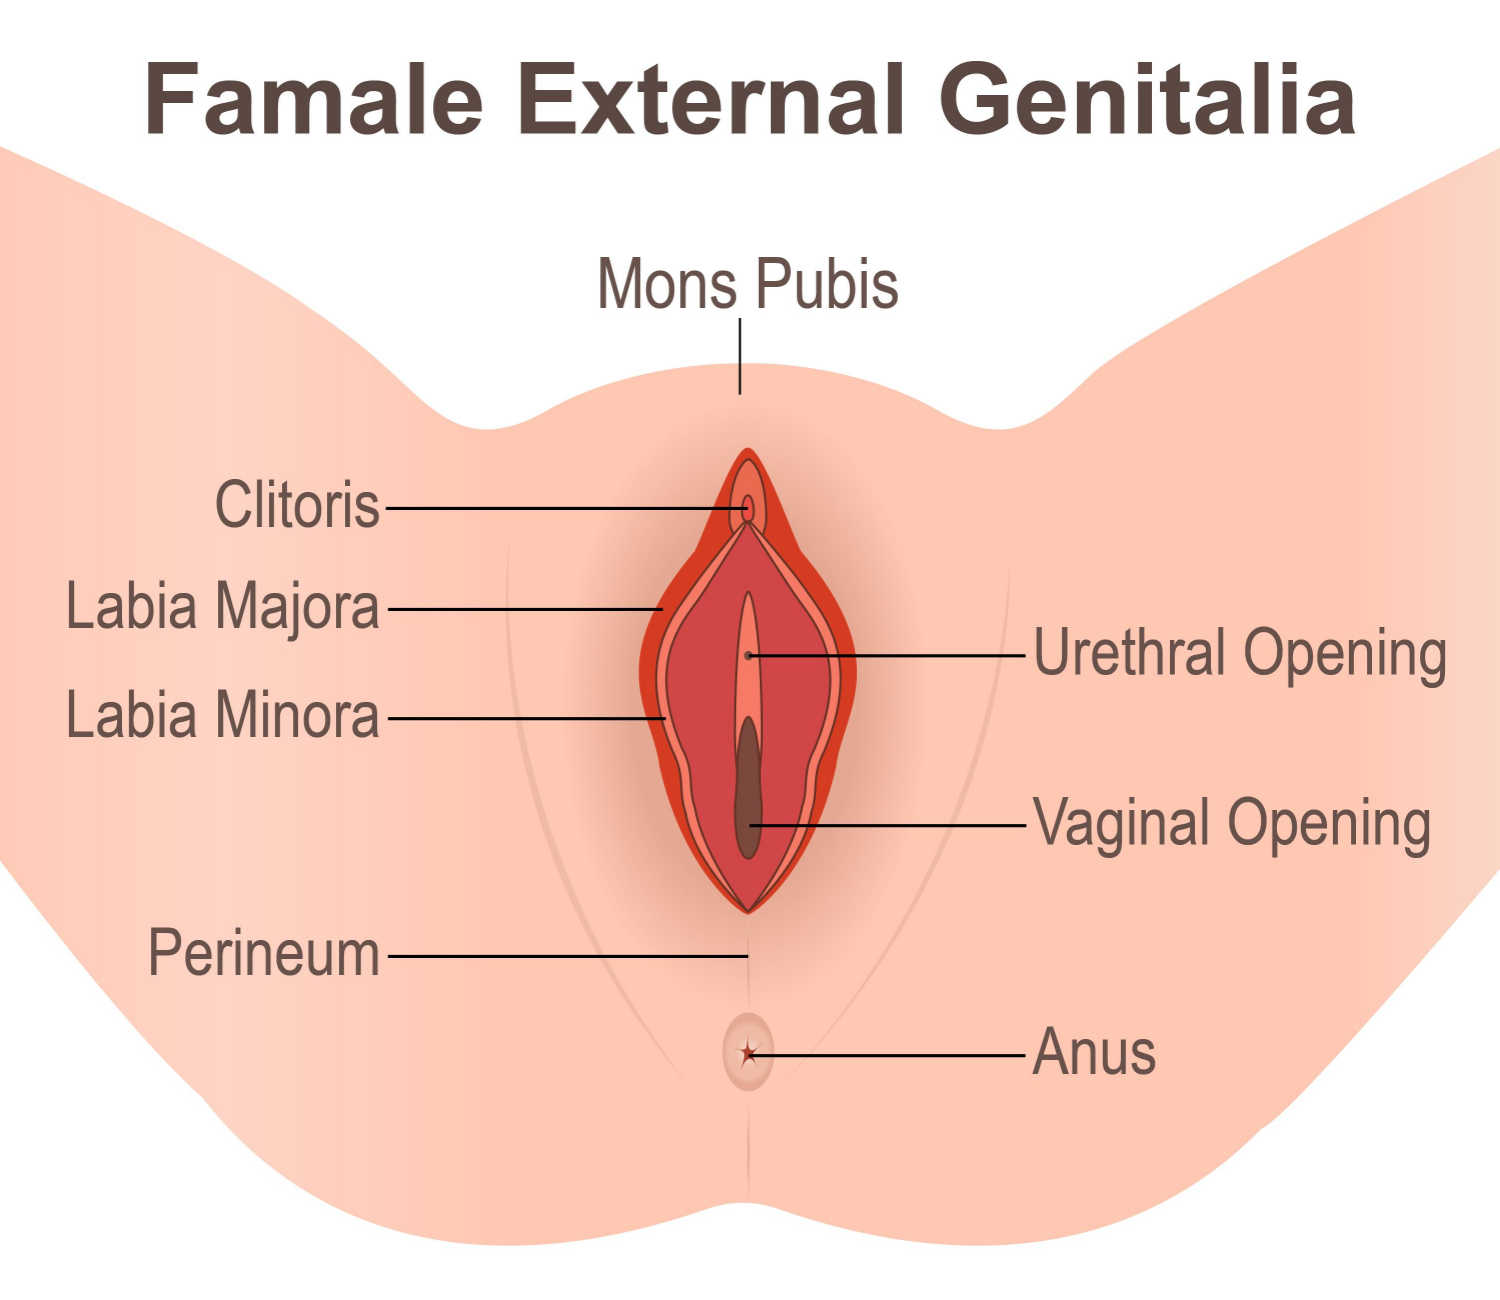 Famale External Genitalia
Mons Pubis
Clitoris
Labia Majora
Urethral Opening
Labia Minora
Vaginal Opening
Perineum
Anus